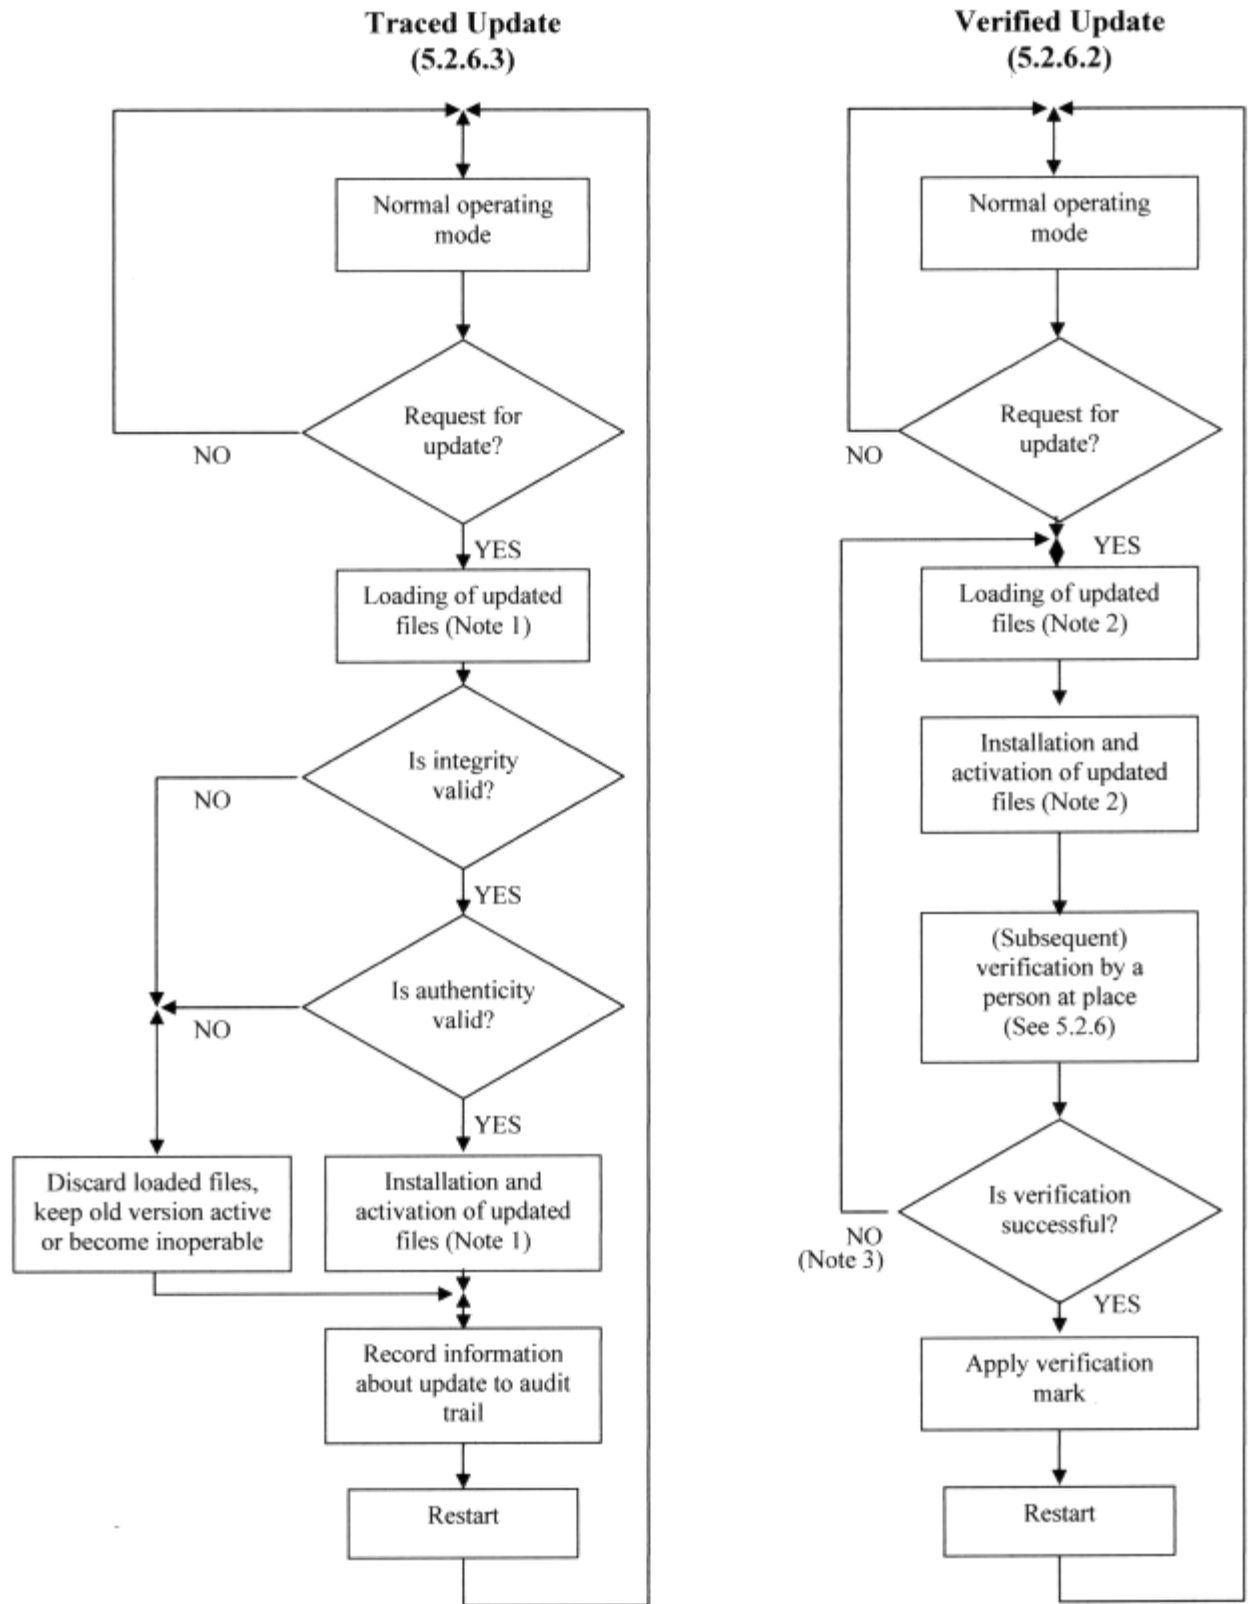 Traced Update
(5.2.6.3)
Normal operating
mode
Request for
update?
NO
YES
Loading of updated
files (Note 1)
Is integrity
valid?
NO
YES
Is authenticity
valid?
NO
YES
Discard loaded files,
keep old version active
or become inoperable
Installation and
activation of updated
files (Note 1)
Record information
about update to audit
trail
Restart
Verified Update
(5.2.6.2)
Normal operating
mode
Request for
update?
NO
YES
Loading of updated
files (Note 2)
Installation and
activation of updated
files (Note 2)
(Subsequent)
verification by a
person at place
(See 5.2.6)
Is verification
successful?
NO
(Note 3)
YES
Apply verification
mark
Restart